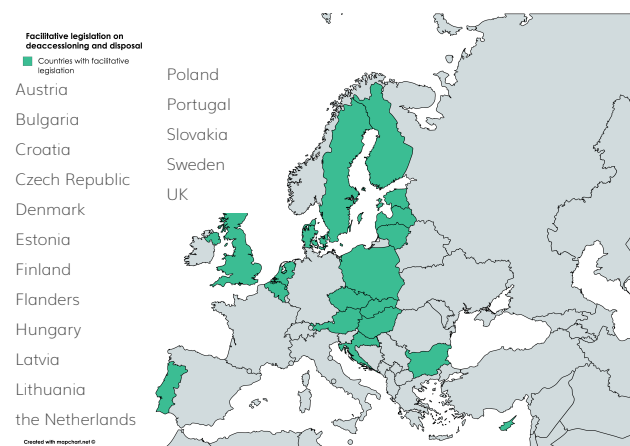 Facilitative legislation on
deaccessioning and disposal
Countries with facilitative
legislation
Austria
Bulgaria
Croatia
Czech Republic
Denmark
Estonia
Finland
Flanders
Hungary
Latvia
Lithuania
the Netherlands
Poland
Portugal
Slovakia
Sweden
UK
Created with mapchart.net ©